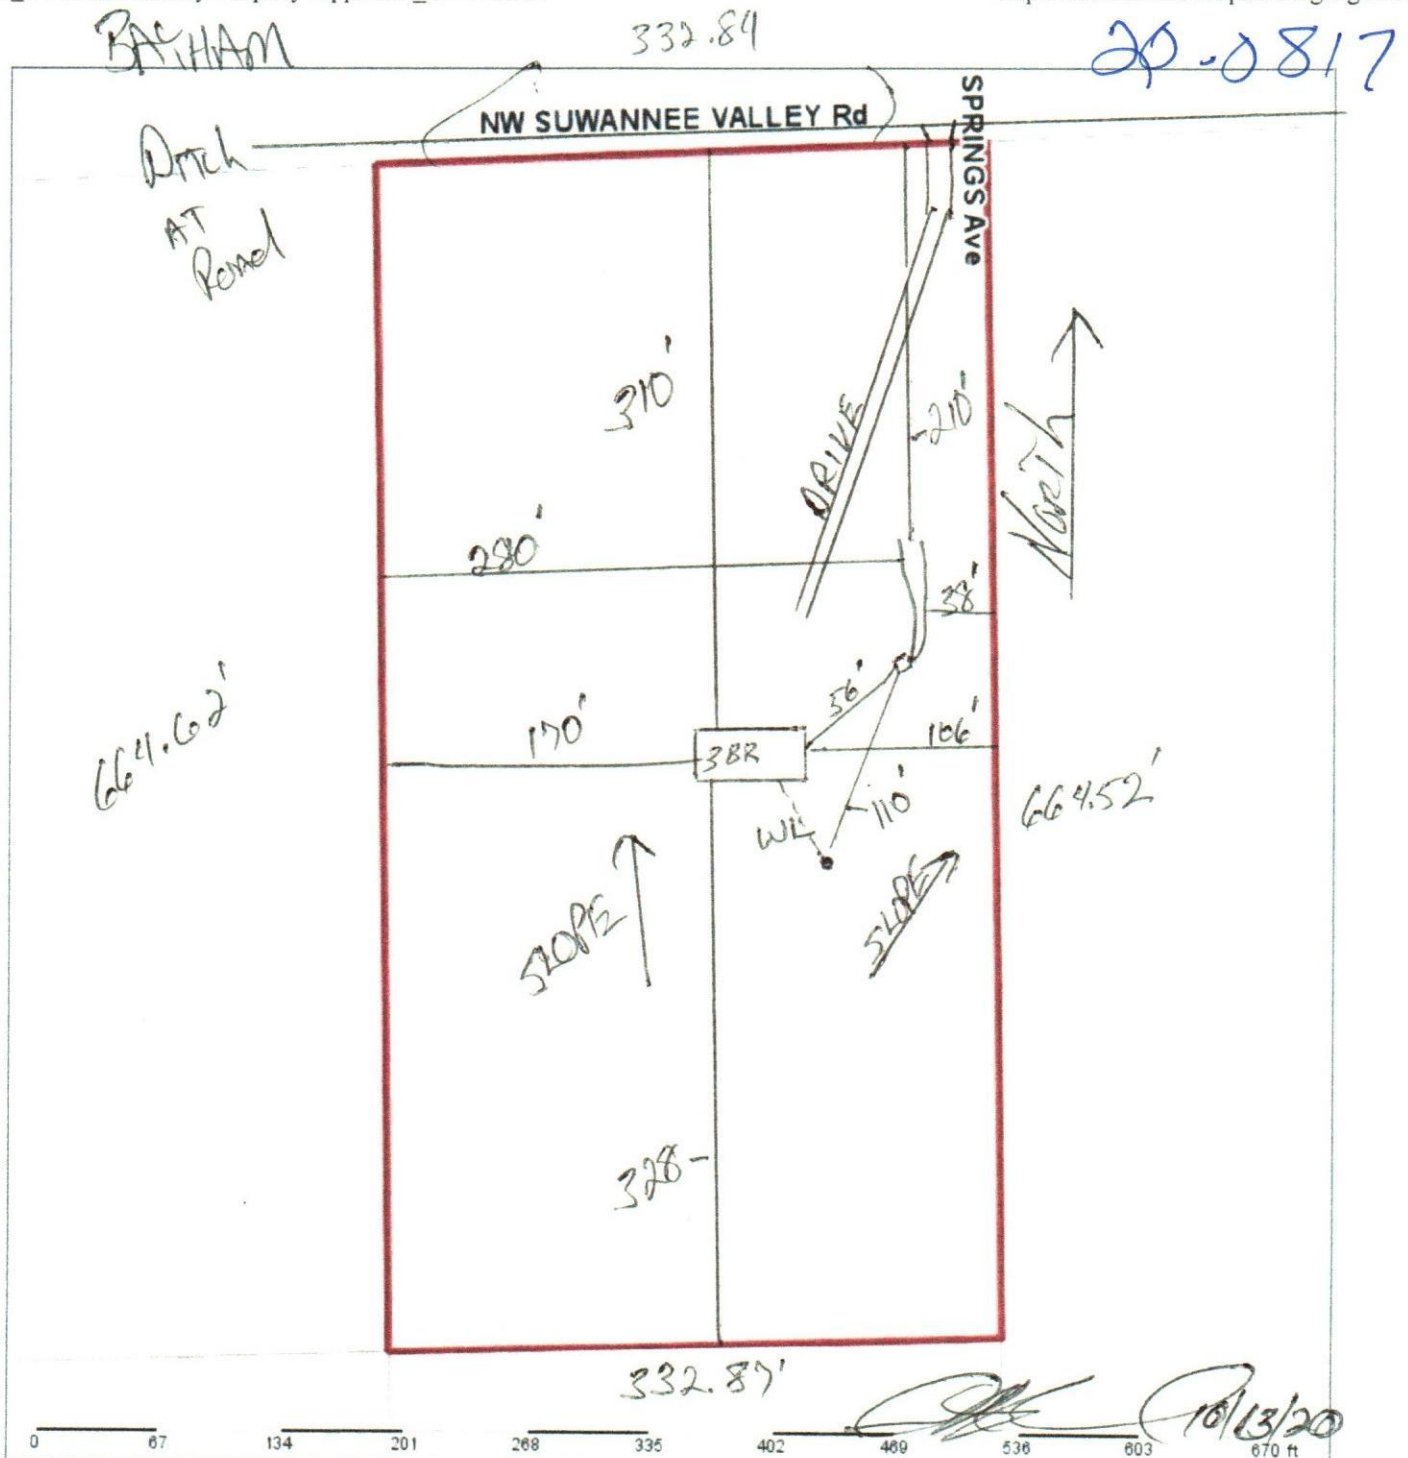 332.84
20-0817
NW SUWANNEE VALLEY Rd
SPRINGS Ave
Ditch
AT
Road
310'
210'
DRIVE
North
280'
38'
56'
170'
3BR
106'
664.62'
664.52'
WL
110'
SLOPE
SLOPE
328'
332.87'
10/13/20
0 67 134 201 268 335 402 469 536 603 670 ft